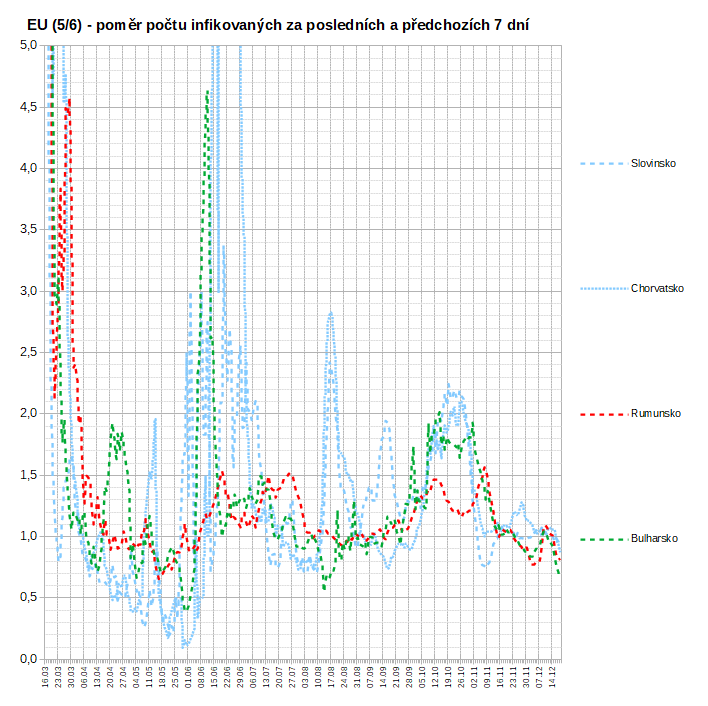 EU (5/6) - poměr počtu infikovaných za posledních a předchozích 7 dní
5,0
4,5
4,0
3,5
3,0
2,5
2,0
1,5
1,0
0,5
0,0
16.03 23.03 30.03 06.04 13.04 20.04 27.04 04.05 11.05 18.05 25.05 01.06 08.06 15.06 22.06 29.06 06.07 13.07 20.07 27.07 03.08 10.08 17.08 24.08 31.08 07.09 14.09 21.09 28.09 05.10 12.10 19.10 26.10 02.11 09.11 16.11 23.11 30.11 07.12 14.12
Slovinsko
Chorvatsko
Rumunsko
Bulharsko